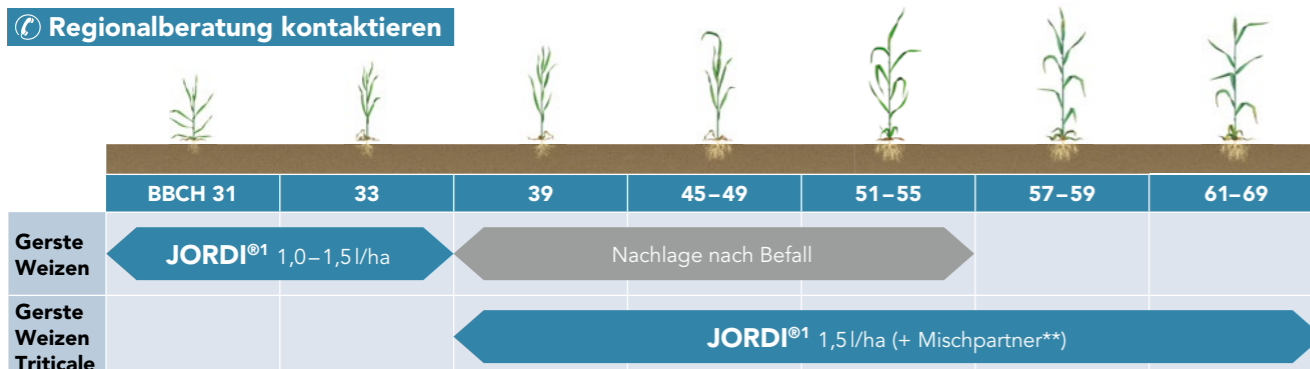 ✆ Regionalberatung kontaktieren
BBCH 31 33 39 45–49 51–55 57–59 61–69
Gerste
Weizen
JORDI®¹ 1,0–1,5 l/ha
Nachlage nach Befall
Gerste
Weizen
Triticale
JORDI®¹ 1,5 l/ha (+ Mischpartner**)